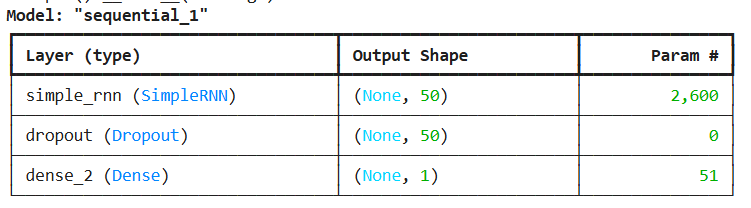 Model: "sequential_1"
Layer (type) Output Shape Param #
simple_rnn (SimpleRNN) (None, 50) 2,600
dropout (Dropout) (None, 50) 0
dense_2 (Dense) (None, 1) 51